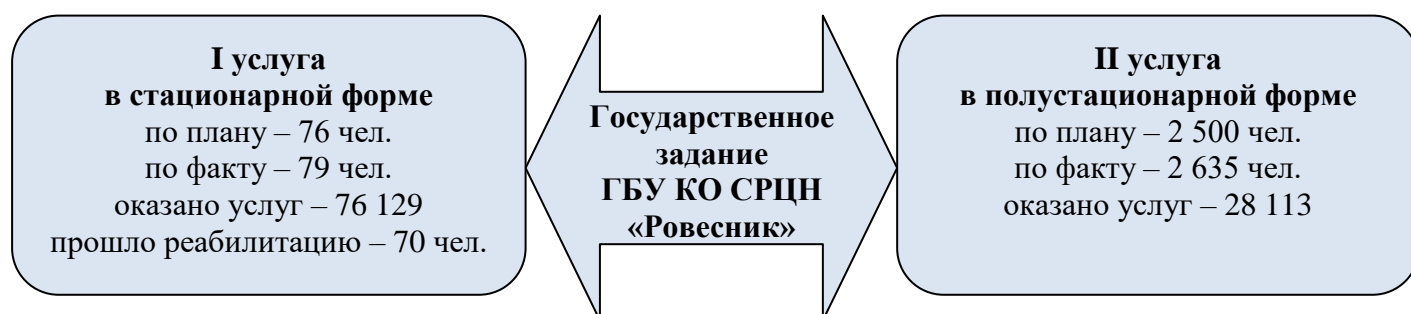 I услуга
в стационарной форме
по плану – 76 чел.
по факту – 79 чел.
оказано услуг – 76 129
прошло реабилитацию – 70 чел.
Государственное
задание
ГБУ КО СРЦН
«Ровесник»
II услуга
в полустационарной форме
по плану – 2 500 чел.
по факту – 2 635 чел.
оказано услуг – 28 113